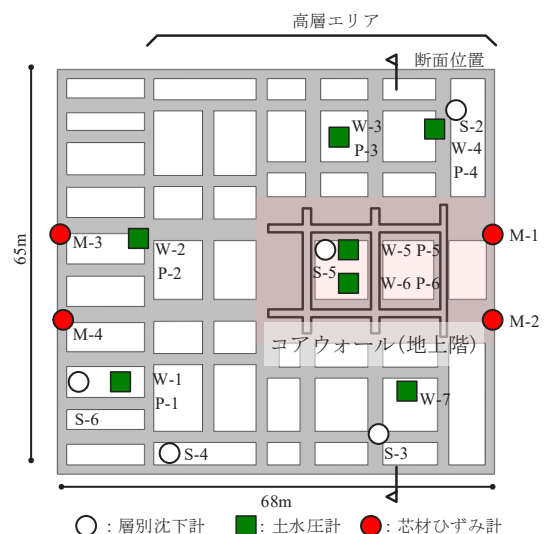 高層エリア
断面位置
W-3
P-3
S-2
W-4
P-4
M-3
M-1
W-2
P-2
W-5 P-5
S-5
W-6 P-6
65m
M-4
M-2
コアウォール(地上階)
W-1
P-1
W-7
S-6
S-4
S-3
68m
:層別沈下計 :土水圧計 :芯材ひずみ計